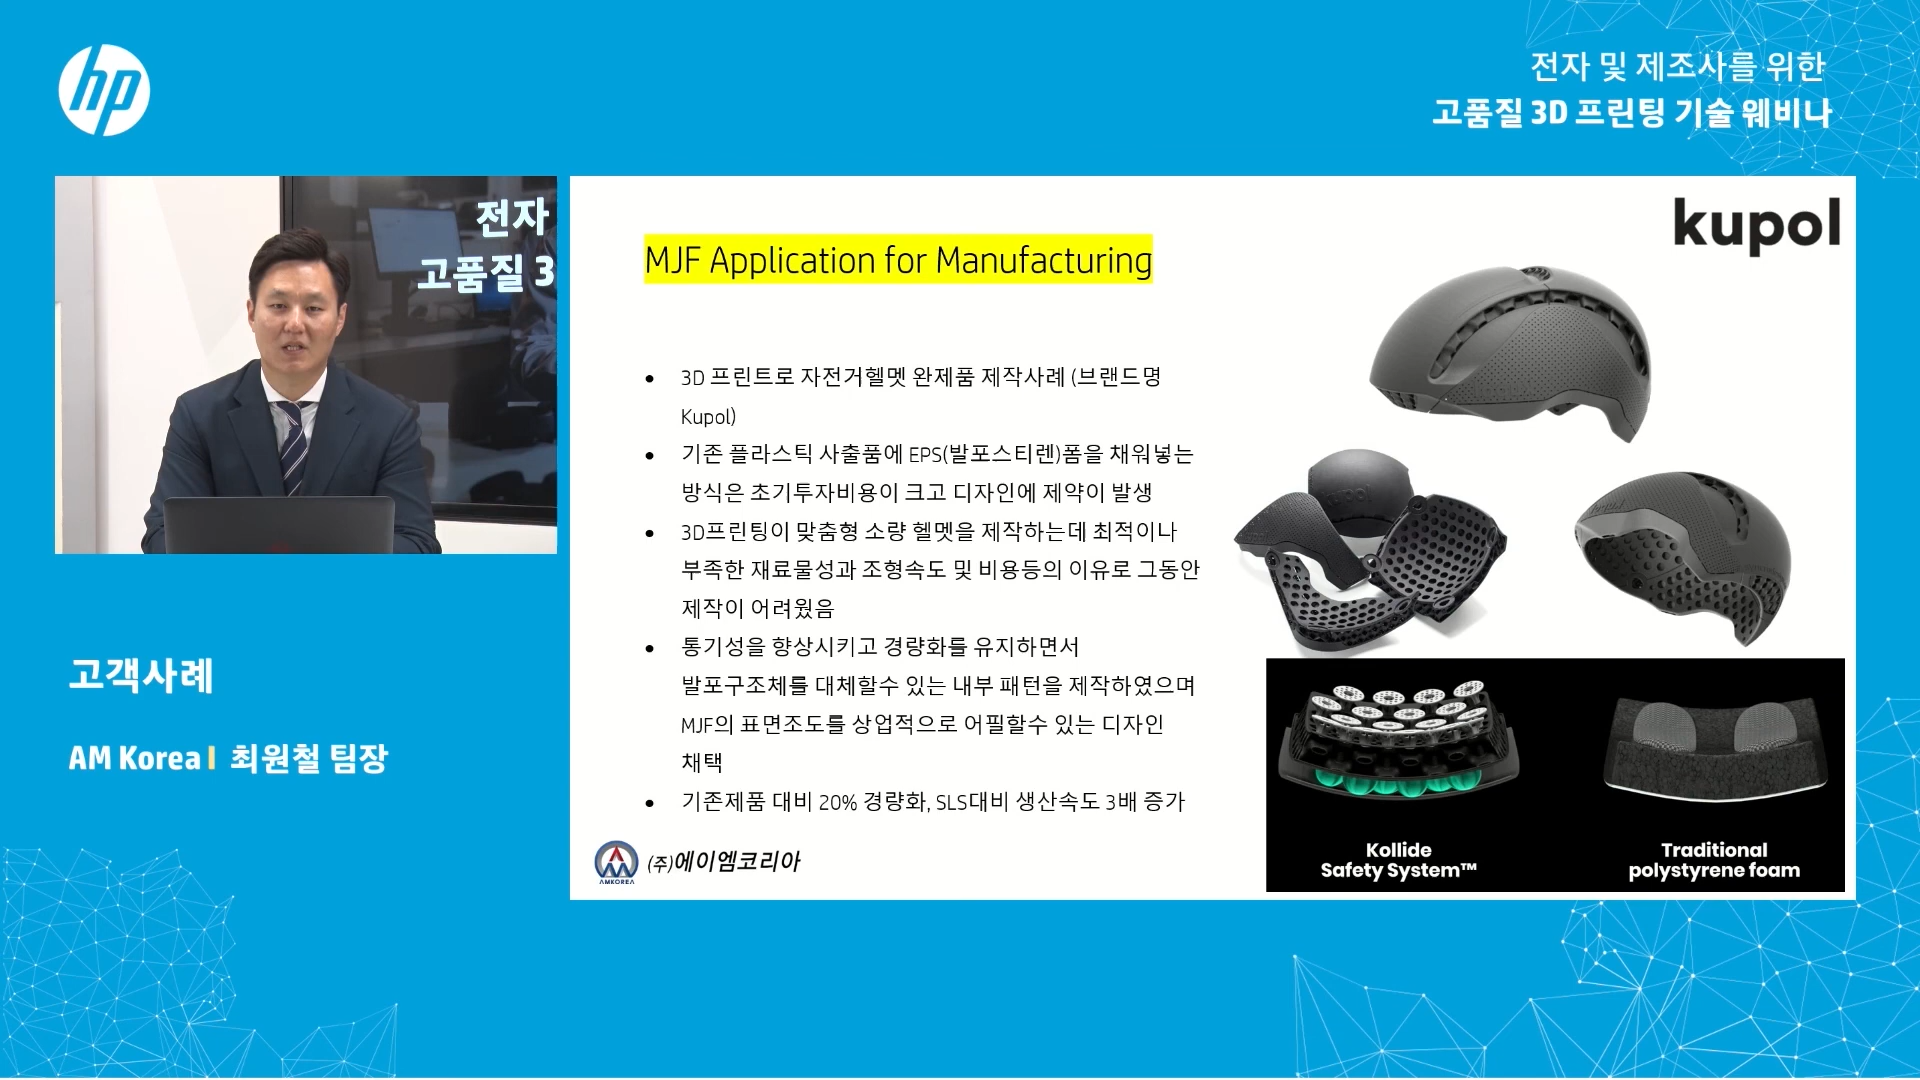 hp
전자 및 제조사를 위한
고품질 3D 프린팅 기술 웨비나
전자
고품질 3
고객사례
AM Korea | 최원철 팀장
kupol
MJF Application for Manufacturing
• 3D 프린트로 자전거헬멧 완제품 제작사례 (브랜드명
Kupol)
• 기존 플라스틱 사출품에 EPS(발포스티렌)폼을 채워넣는
방식은 초기투자비용이 크고 디자인에 제약이 발생
• 3D프린팅이 맞춤형 소량 헬멧을 제작하는데 최적이나
부족한 재료물성과 조형속도 및 비용등의 이유로 그동안
제작이 어려웠음
• 통기성을 향상시키고 경량화를 유지하면서
발포구조체를 대체할수 있는 내부 패턴을 제작하였으며
MJF의 표면조도를 상업적으로 어필할수 있는 디자인
채택
• 기존제품 대비 20% 경량화, SLS대비 생산속도 3배 증가
kupol
Kollide
Safety System™
Traditional
polystyrene foam
AMKOREA
(주)에이엠코리아